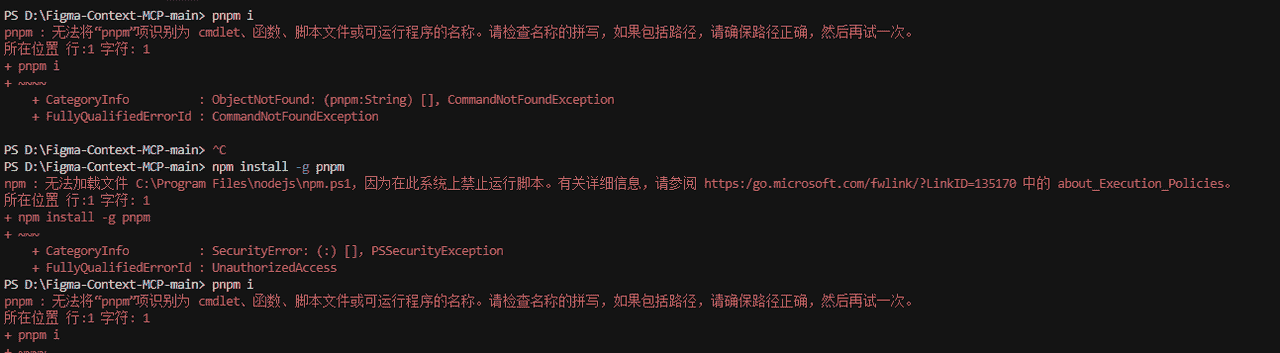 PS D:\Figma-Context-MCP-main> pnpm i
pnpm : 无法将“pnpm”项识别为 cmdlet、函数、脚本文件或可运行程序的名称。请检查名称的拼写，如果包括路径，请确保路径正确，然后再试一次。
所在位置 行:1 字符: 1
+ pnpm i
+ ~~~~
    + CategoryInfo          : ObjectNotFound: (pnpm:String) [], CommandNotFoundException
    + FullyQualifiedErrorId : CommandNotFoundException

PS D:\Figma-Context-MCP-main> ^C
PS D:\Figma-Context-MCP-main> npm install -g pnpm
npm : 无法加载文件 C:\Program Files\nodejs\npm.ps1，因为在此系统上禁止运行脚本。有关详细信息，请参阅 https:/go.microsoft.com/fwlink/?LinkID=135170 中的 about_Execution_Policies。
所在位置 行:1 字符: 1
+ npm install -g pnpm
+ ~~~
    + CategoryInfo          : SecurityError: (:) []，PSSecurityException
    + FullyQualifiedErrorId : UnauthorizedAccess
PS D:\Figma-Context-MCP-main> pnpm i
pnpm : 无法将“pnpm”项识别为 cmdlet、函数、脚本文件或可运行程序的名称。请检查名称的拼写，如果包括路径，请确保路径正确，然后再试一次。
所在位置 行:1 字符: 1
+ pnpm i
+ ~~~~